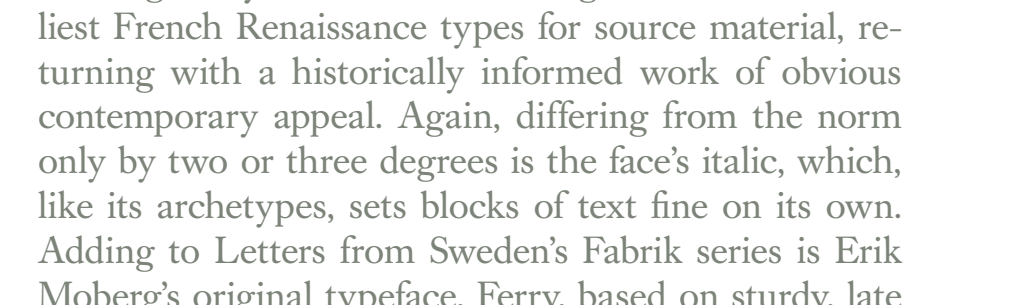 liest French Renaissance types for source material, re-
turning with a historically informed work of obvious
contemporary appeal. Again, differing from the norm
only by two or three degrees is the face’s italic, which,
like its archetypes, sets blocks of text fine on its own.
Adding to Letters from Sweden’s Fabrik series is Erik
Moberg’s original typeface, Ferry, based on sturdy, late